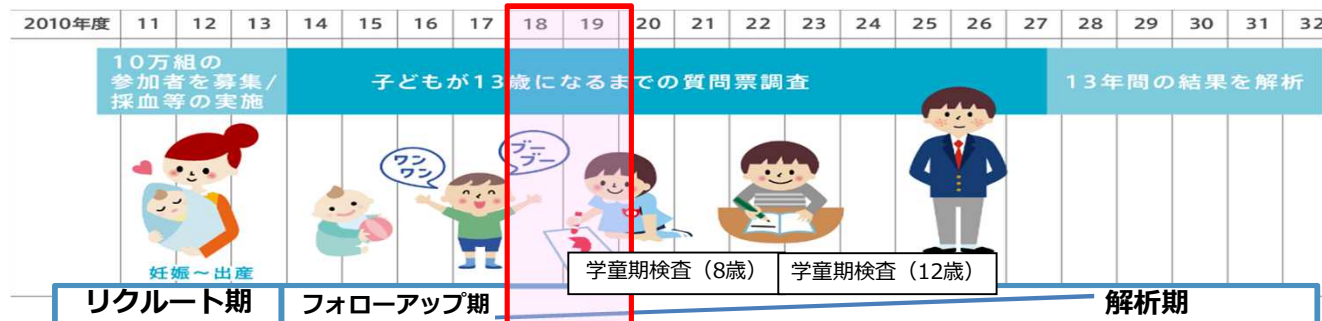 2010年度 11 12 13 14 15 16 17 18 19 20 21 22 23 24 25 26 27 28 29 30 31 32
10万組の
参加者を募集/
採血等の実施
子どもが13歳になるまでの質問票調査
13年間の結果を解析
ワン
ワン
ブー
ブー
妊娠～出産
学童期検査（8歳） 学童期検査（12歳）
リクルート期 フォローアップ期 解析期